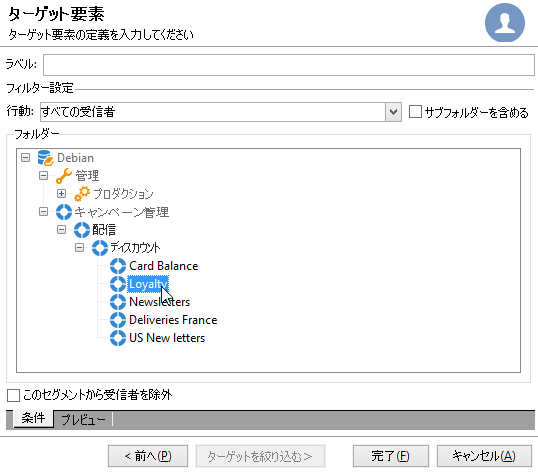 ターゲット要素
ターゲット要素の定義を入力してください
ラベル:
フィルター設定
行動: すべての受信者 サブフォルダーを含める
フォルダー
Debian
管理
プロダクション
キャンペーン管理
配信
ディスカウント
Card Balance
Loyalty
Newsletters
Deliveries France
US New letters
このセグメントから受信者を除外
条件 プレビュー
< 前へ(P) ターゲットを絞り込む> 完了(F) キャンセル(A)